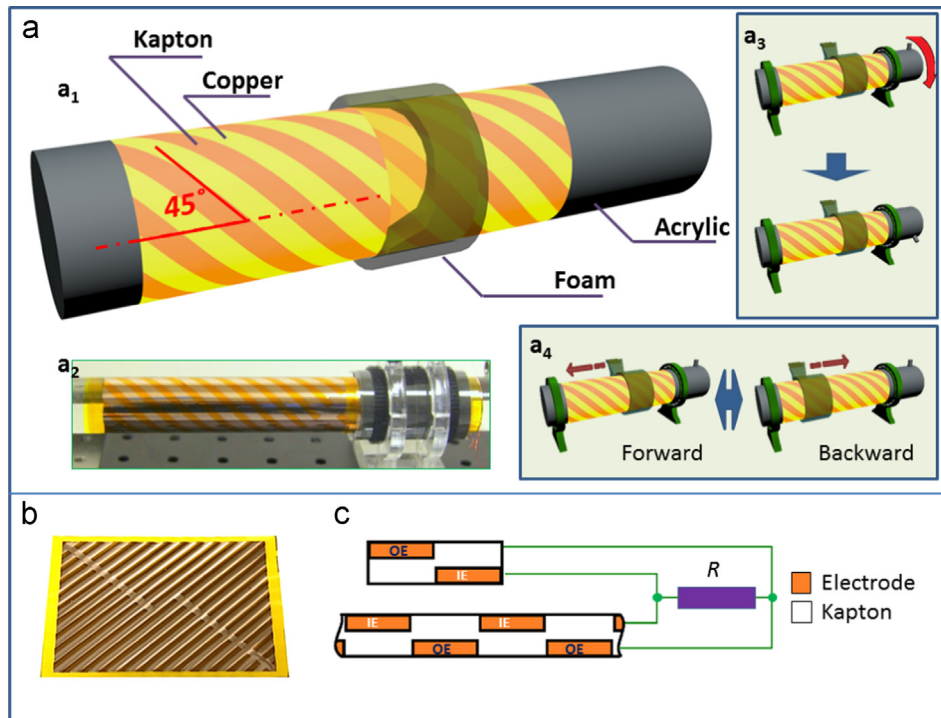 a
Kapton
Copper
a1
45°
Acrylic
Foam
a3
a2
a4
Forward
Backward
b
c
OE
IE
R
Electrode
Kapton
IE
IE
OE
OE